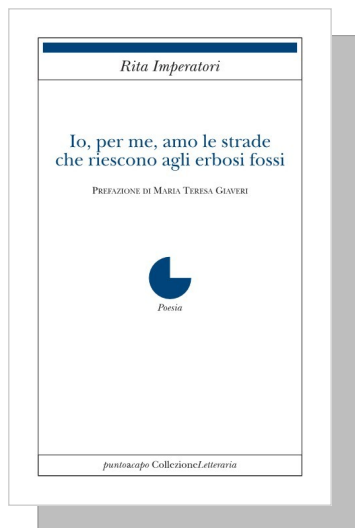 Rita Imperatori
Io, per me, amo le strade
che riescono agli erbosi fossi
Prefazione di Maria Teresa Giaveri
Poesia
puntoacapo CollezioneLetteraria